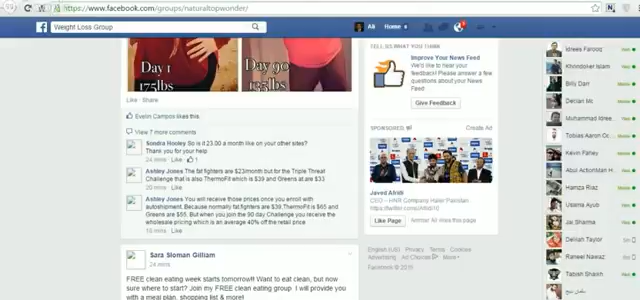 https://www.facebook.com/groups/naturaltopwonder/
Weight Loss Group
Ali
Home
Day 1
175lbs
Day 90
135lbs
Like · Share
Evelin Campos likes this.
View 7 more comments
Sondra Hooley So is it 23.00 a month like on your other sites?
Thank you for your help
24 mins · Like · 1
Ashley Jones The fat fighters are $23/month but for the Triple Threat
Challenge that is also ThermoFit which is $39 and Greens at are $33
20 mins · Like
Ashley Jones You will receive those prices once you enroll with
autoshipment. Because normally fat fighters are $39. ThermoFit is $65 and
Greens are $55. But when you join the 90 day Challenge you receive the
wholesale pricing which is an average 40% off the retail price
16 mins · Like
Sara Sloman Gilliam
24 mins
FREE clean eating week starts tomorrow!! Want to eat clean, but now
sure where to start? Join my FREE clean eating group I will provide you
with a meal plan, shopping list & more!
TELL US WHAT YOU THINK
Improve Your News Feed
We'd like to hear your
feedback! Please answer a few
questions about your News
Feed.
Give Feedback
SPONSORED
Create Ad
Javed Afridi
CEO – HNR Company Haier Pakistan
Like Page
English (US) · Privacy · Terms · Cookies ·
Advertising · Ad Choices · More
Facebook ©
Idrees Farooq
Khindoker Islam
Billy Darr
Muhammad
Tobias Aaron
Kevin Fahey
Abul
Hamza Riaz
Usama Ayub
Jai Sharma
Delilah Taylor
Raneel Nawaz
Tabish Shaikh